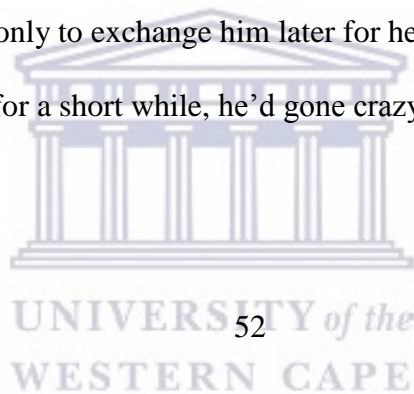 only to exchange him later for he
for a short while, he’d gone crazy
52
UNIVERSITY of the
WESTERN CAPE